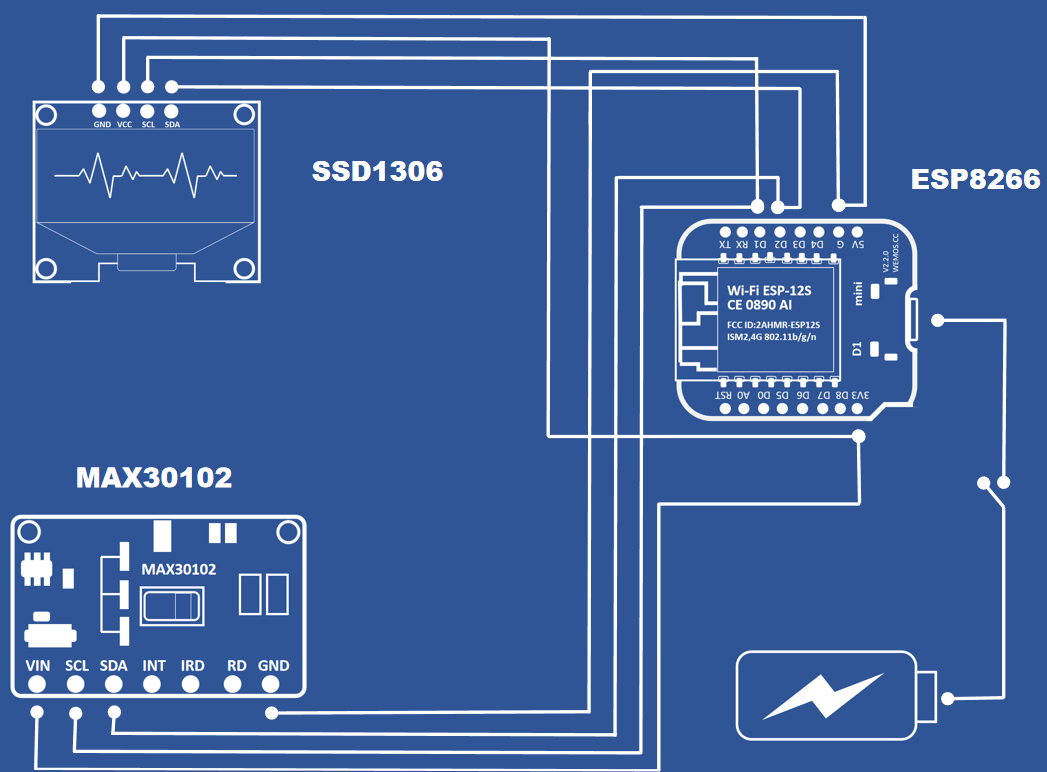 GND VCC SCL SDA
SSD1306
ESP8266
TX RX D1 D2 D3 D4 G 5V
V2.2.0
WEMOS.CC
Wi-Fi ESP-12S
CE 0890 AI
FCC ID:2AHMR-ESP12S
ISM2,4G 802.11b/g/n
mini
D1
RST A0 D0 D5 D6 D7 D8 3V3
MAX30102
MAX30102
VIN SCL SDA INT IRD RD GND